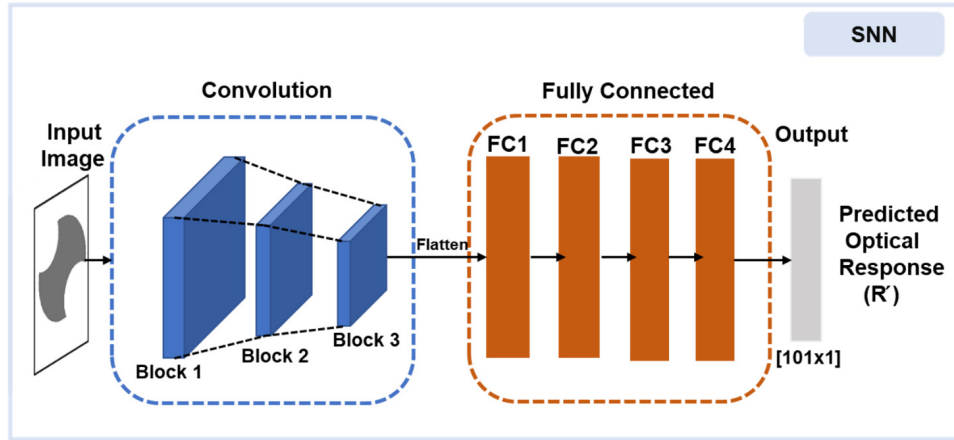 SNN
Convolution
Fully Connected
Input
Image
FC1
FC2
FC3
FC4
Output
Flatten
Predicted
Optical
Response
(R′)
Block 1
Block 2
Block 3
[101x1]